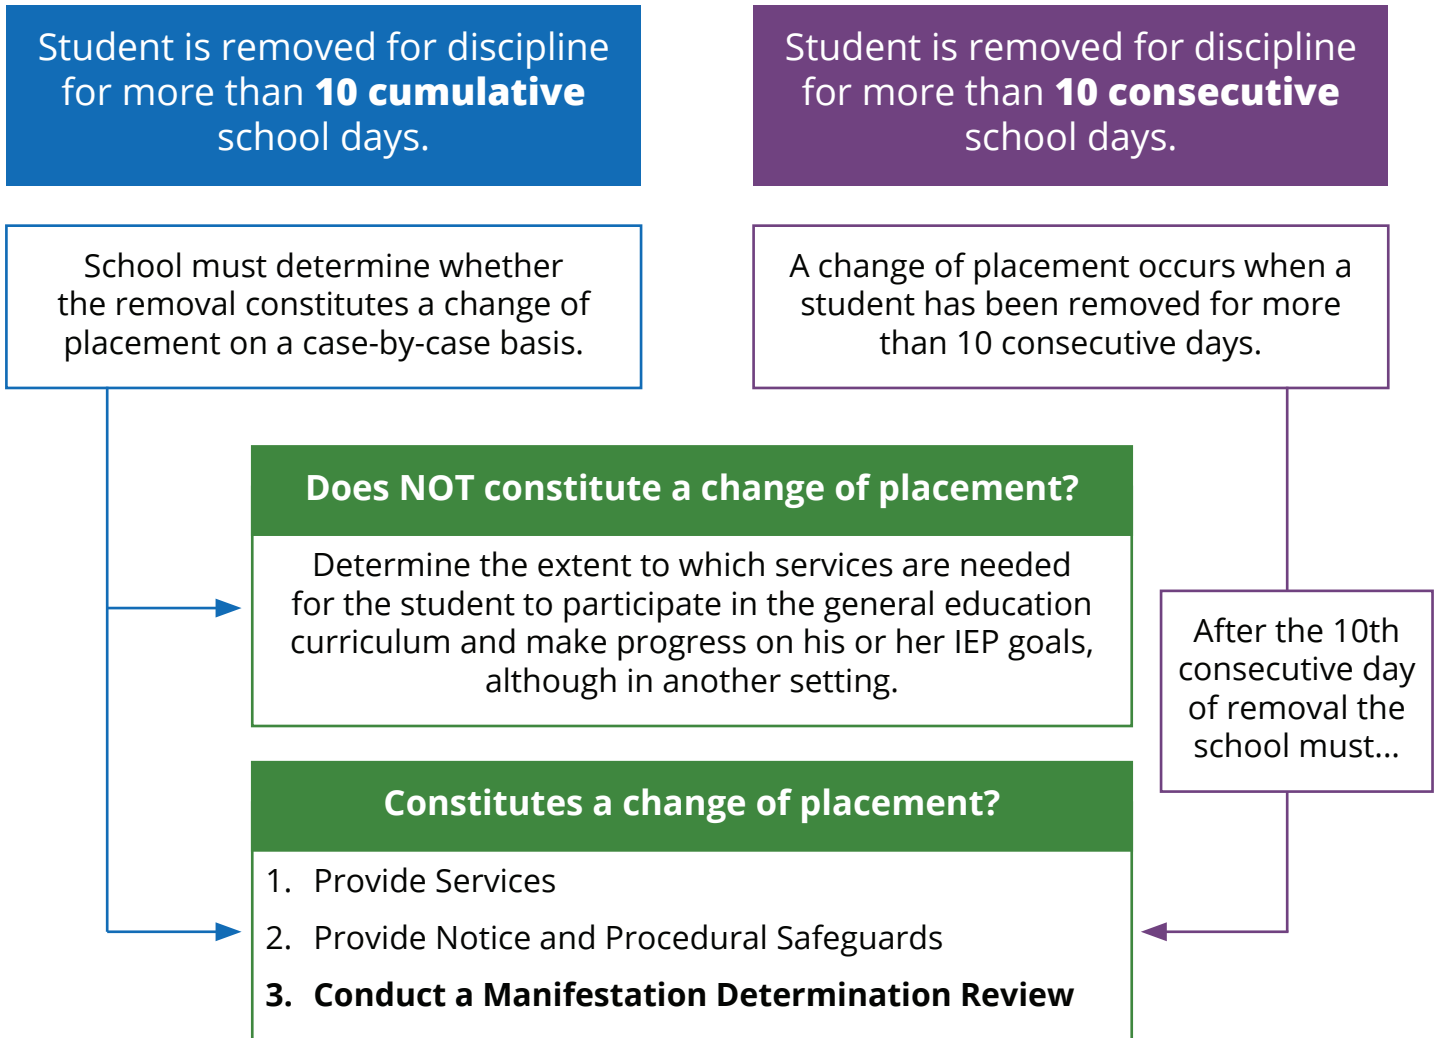 Student is removed for discipline
for more than 10 cumulative
school days.
Student is removed for discipline
for more than 10 consecutive
school days.
School must determine whether
the removal constitutes a change of
placement on a case-by-case basis.
A change of placement occurs when a
student has been removed for more
than 10 consecutive days.
Does NOT constitute a change of placement?
Determine the extent to which services are needed
for the student to participate in the general education
curriculum and make progress on his or her IEP goals,
although in another setting.
After the 10th
consecutive day
of removal the
school must...
Constitutes a change of placement?
1. Provide Services
2. Provide Notice and Procedural Safeguards
3. Conduct a Manifestation Determination Review